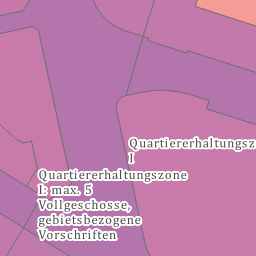 Quartiererhaltungsz
I
Quartiererhaltungszone
I: max. 5
Vollgeschosse,
gebietsbezogene
Vorschriften